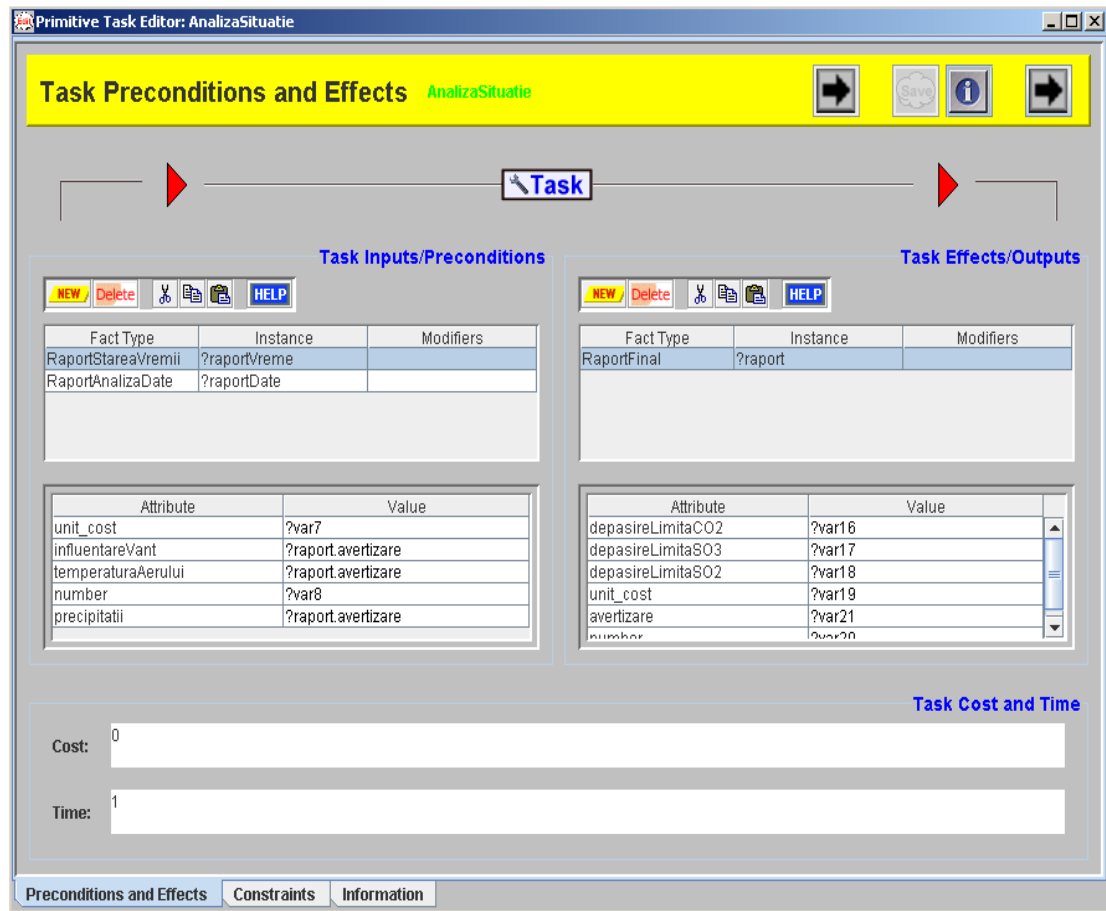 Primitive Task Editor: AnalizaSituatie
Task Preconditions and Effects AnalizaSituatie
Save
Task
Task Inputs/Preconditions
NEW Delete HELP
Fact Type Instance Modifiers
RaportStareaVremii ?raportVreme
RaportAnalizaDate ?raportDate
Attribute Value
unit_cost ?var7
influentareVant ?raport.avertizare
temperaturaAerului ?raport.avertizare
number ?var8
precipitatii ?raport.avertizare
Task Effects/Outputs
NEW Delete HELP
Fact Type Instance Modifiers
RaportFinal ?raport
Attribute Value
depasireLimitaCO2 ?var16
depasireLimitaSO3 ?var17
depasireLimitaSO2 ?var18
unit_cost ?var19
avertizare ?var21
number ?var20
Task Cost and Time
Cost: 0
Time: 1
Preconditions and Effects Constraints Information